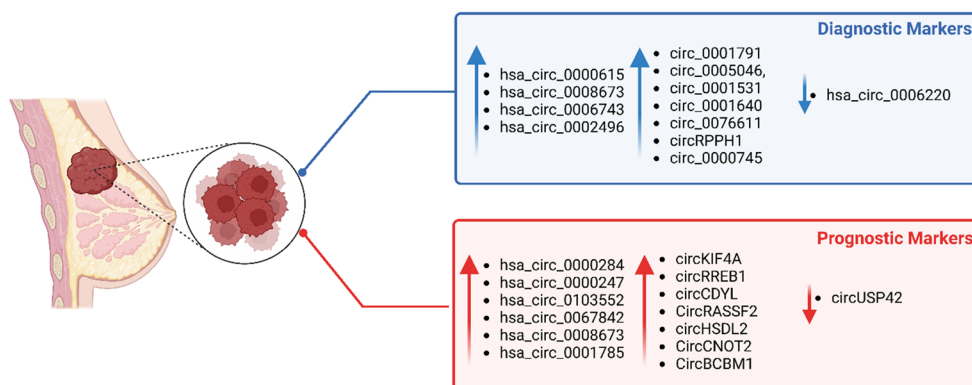 Diagnostic Markers
hsa_circ_0000615
hsa_circ_0008673
hsa_circ_0006743
hsa_circ_0002496
circ_0001791
circ_0005046,
circ_0001531
circ_0001640
circ_0076611
circRPPH1
circ_0000745
hsa_circ_0006220
Prognostic Markers
hsa_circ_0000284
hsa_circ_0000247
hsa_circ_0103552
hsa_circ_0067842
hsa_circ_0008673
hsa_circ_0001785
circKIF4A
circRREB1
circCDYL
CircRASSF2
circHSDL2
CircCNOT2
CircBCBM1
circUSP42